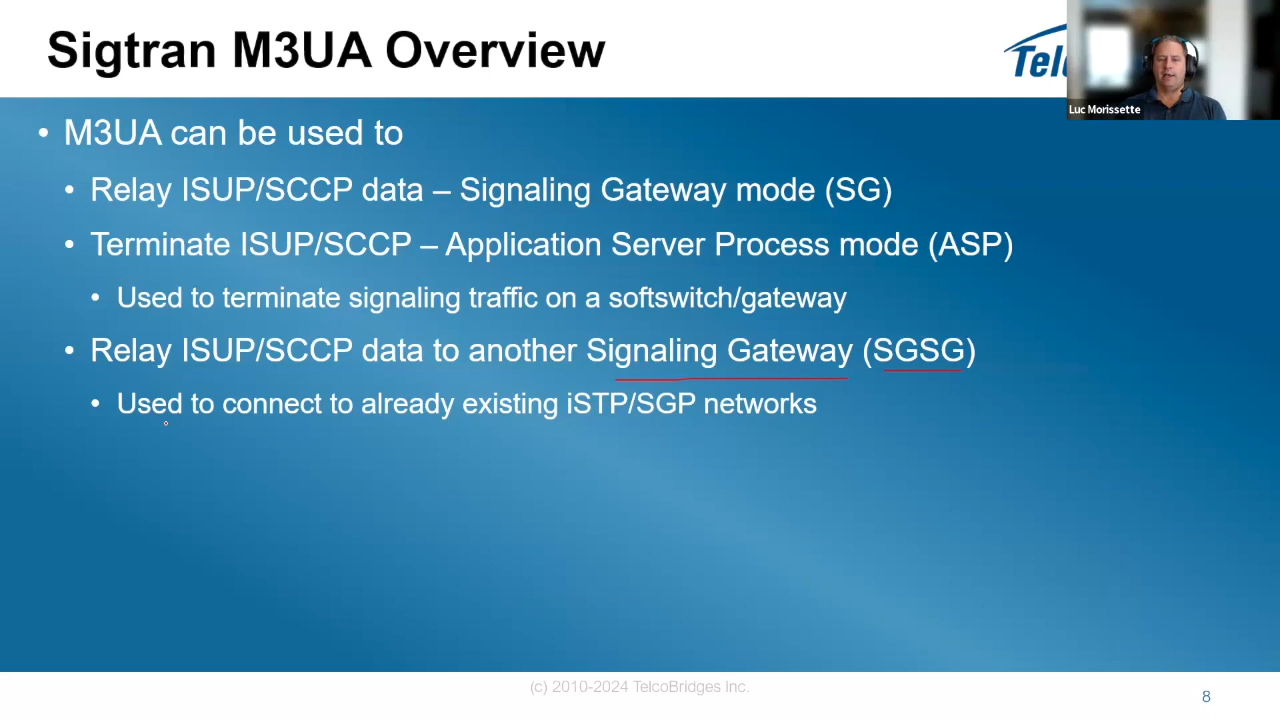 Sigtran M3UA Overview
Luc Morissette
• M3UA can be used to
• Relay ISUP/SCCP data – Signaling Gateway mode (SG)
• Terminate ISUP/SCCP – Application Server Process mode (ASP)
• Used to terminate signaling traffic on a softswitch/gateway
• Relay ISUP/SCCP data to another Signaling Gateway (SGSG)
• Used to connect to already existing iSTP/SGP networks
(c) 2010-2024 TelcoBridges Inc.
8